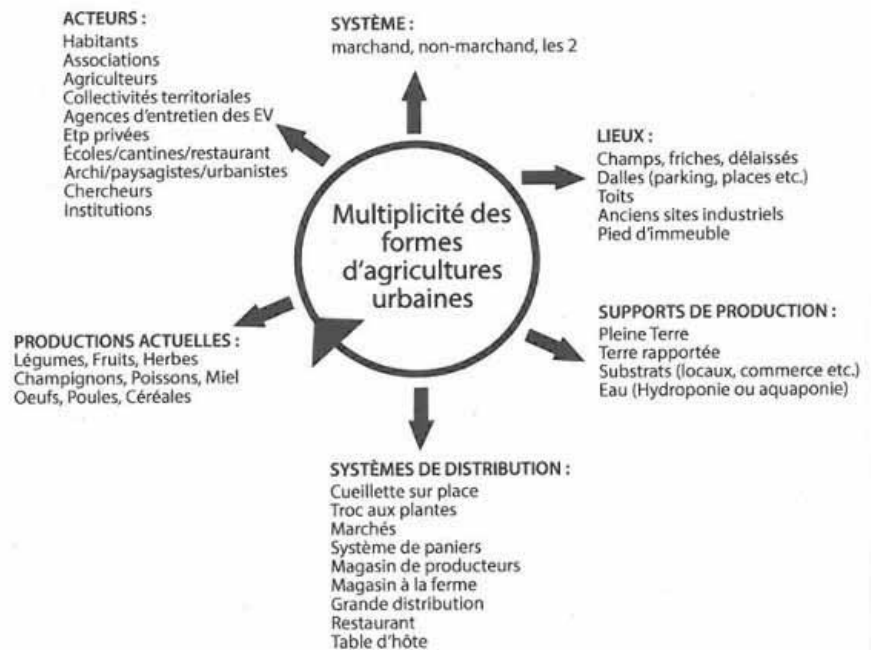 ACTEURS :
Habitants
Associations
Agriculteurs
Collectivités territoriales
Agences d'entretien des EV
Etp privées
Écoles/cantines/restaurant
Archi/paysagistes/urbanistes
Chercheurs
Institutions
SYSTÈME :
marchand, non-marchand, les 2
LIEUX :
Champs, friches, délaissés
Dalles (parking, places etc.)
Toits
Anciens sites industriels
Pied d'immeuble
Multiplicité des
formes
d'agricultures
urbaines
SUPPORTS DE PRODUCTION :
Pleine Terre
Terre rapportée
Substrats (locaux, commerce etc.)
Eau (Hydroponie ou aquaponie)
PRODUCTIONS ACTUELLES :
Légumes, Fruits, Herbes
Champignons, Poissons, Miel
Oeufs, Poules, Céréales
SYSTÈMES DE DISTRIBUTION :
Cueillette sur place
Troc aux plantes
Marchés
Système de paniers
Magasin de producteurs
Magasin à la ferme
Grande distribution
Restaurant
Table d'hôte